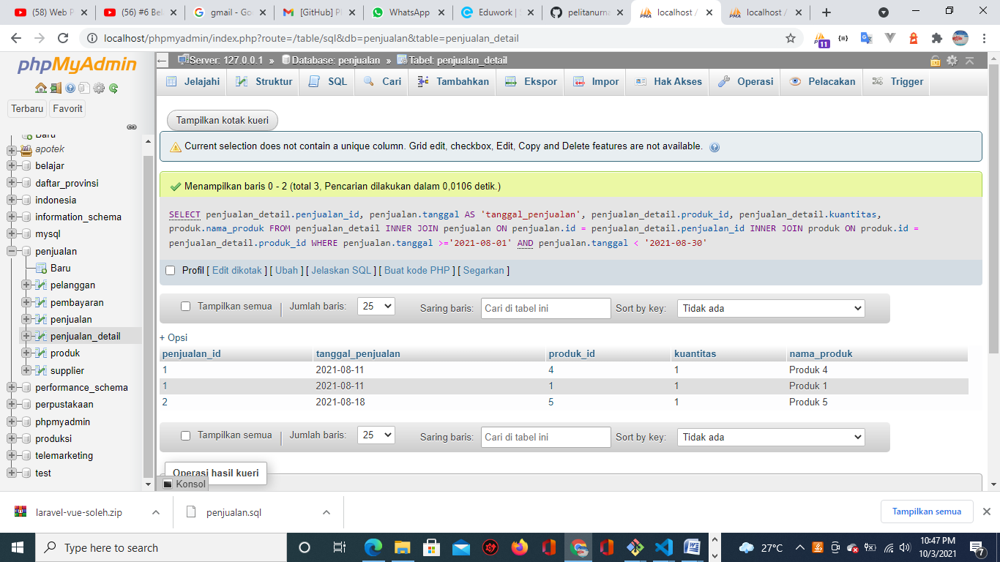 (58) Web P
(56) #6 Bel
gmail - Goo
[GitHub] Pl
WhatsApp
Eduwork |
pelitanurna
localhost /
localhost /
localhost/phpmyadmin/index.php?route=/table/sql&db=penjualan&table=penjualan_detail
11
phpMyAdmin
Terbaru Favorit
Baru
apotek
belajar
daftar_provinsi
indonesia
information_schema
mysql
penjualan
Baru
pelanggan
pembayaran
penjualan
penjualan_detail
produk
supplier
performance_schema
perpustakaan
phpmyadmin
produksi
telemarketing
test
Server: 127.0.0.1 » Database: penjualan » Tabel: penjualan_detail
Jelajahi Struktur SQL Cari Tambahkan Ekspor Impor Hak Akses Operasi Pelacakan Trigger
Tampilkan kotak kueri
Current selection does not contain a unique column. Grid edit, checkbox, Edit, Copy and Delete features are not available.
Menampilkan baris 0 - 2 (total 3, Pencarian dilakukan dalam 0,0106 detik.)
SELECT penjualan_detail.penjualan_id, penjualan.tanggal AS 'tanggal_penjualan', penjualan_detail.produk_id, penjualan_detail.kuantitas,
produk.nama_produk FROM penjualan_detail INNER JOIN penjualan ON penjualan.id = penjualan_detail.penjualan_id INNER JOIN produk ON produk.id =
penjualan_detail.produk_id WHERE penjualan.tanggal >='2021-08-01' AND penjualan.tanggal < '2021-08-30'
Profil [ Edit dikotak ] [ Ubah ] [ Jelaskan SQL ] [ Buat kode PHP ] [ Segarkan ]
Tampilkan semua | Jumlah baris: 25 Saring baris: Cari di tabel ini Sort by key: Tidak ada
+ Opsi
penjualan_id tanggal_penjualan produk_id kuantitas nama_produk
1 2021-08-11 4 1 Produk 4
1 2021-08-11 1 1 Produk 1
2 2021-08-18 5 1 Produk 5
Tampilkan semua | Jumlah baris: 25 Saring baris: Cari di tabel ini Sort by key: Tidak ada
Operasi hasil kueri
Konsol
laravel-vue-soleh.zip
penjualan.sql
Tampilkan semua
Type here to search
27°C
10:47 PM
10/3/2021
7